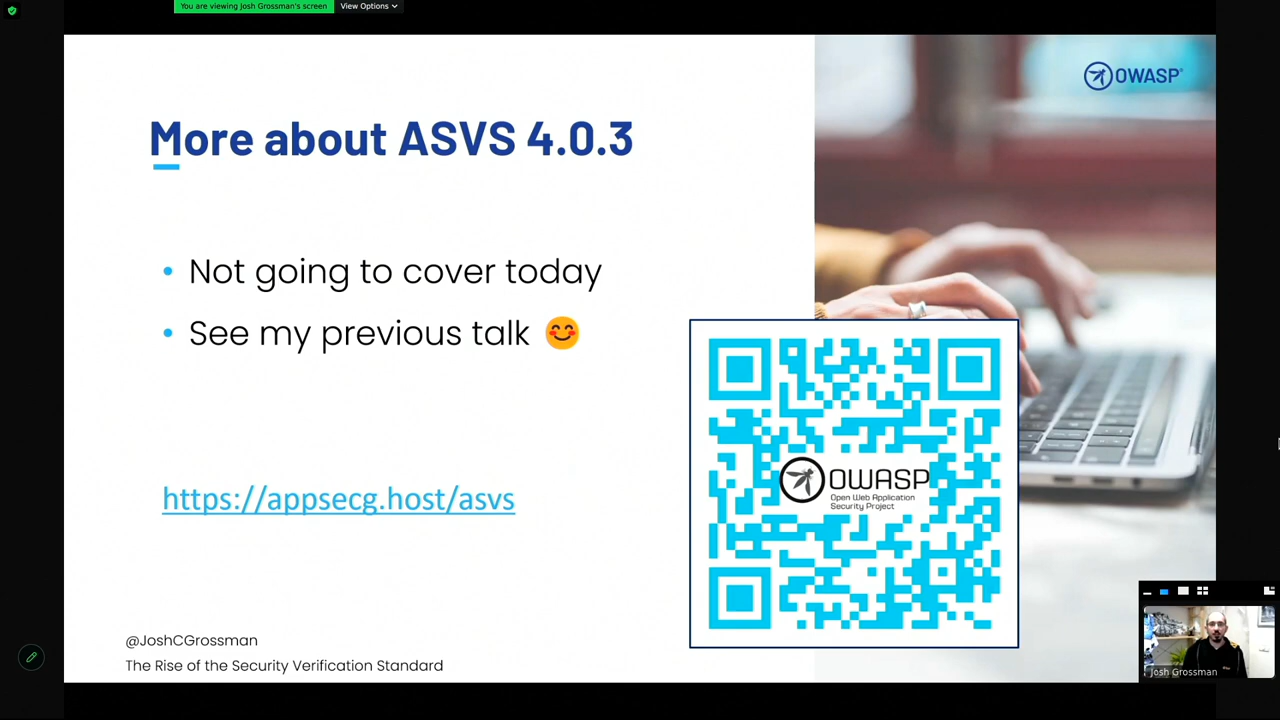 You are viewing Josh Grossman's screen
View Options
OWASP
More about ASVS 4.0.3
• Not going to cover today
• See my previous talk 😊
OWASP
Open Web Application
Security Project
https://appsecg.host/asvs
@JoshCGrossman
The Rise of the Security Verification Standard
Josh Grossman